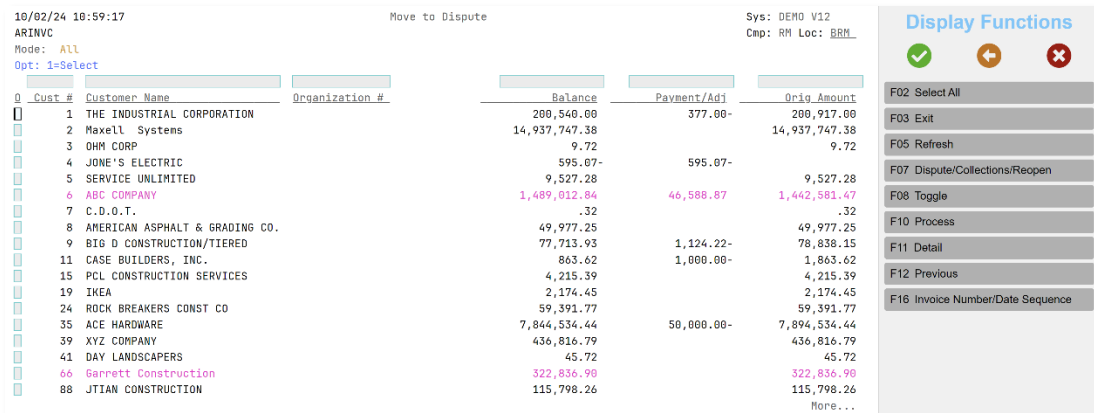 10/02/24 10:59:17 Move to Dispute Sys: DEMO V12
ARINVC Cmp: RM Loc: BRM
Mode: All
Opt: 1=Select
O Cust # Customer Name Organization # Balance Payment/Adj Orig Amount
1 THE INDUSTRIAL CORPORATION 200,540.00 377.00- 200,917.00
2 Maxell Systems 14,937,747.38 14,937,747.38
3 OHM CORP 9.72 9.72
4 JONE'S ELECTRIC 595.07- 595.07-
5 SERVICE UNLIMITED 9,527.28 9,527.28
6 ABC COMPANY 1,489,012.84 46,588.87 1,442,581.47
7 C.D.O.T. .32 .32
8 AMERICAN ASPHALT & GRADING CO. 49,977.25 49,977.25
9 BIG D CONSTRUCTION/TIERED 77,713.93 1,124.22- 78,838.15
11 CASE BUILDERS, INC. 863.62 1,000.00- 1,863.62
15 PCL CONSTRUCTION SERVICES 4,215.39 4,215.39
19 IKEA 2,174.45 2,174.45
24 ROCK BREAKERS CONST CO 59,391.77 59,391.77
35 ACE HARDWARE 7,844,534.44 50,000.00- 7,894,534.44
39 XYZ COMPANY 436,816.79 436,816.79
41 DAY LANDSCAPERS 45.72 45.72
66 Garrett Construction 322,836.90 322,836.90
88 JTIAN CONSTRUCTION 115,798.26 115,798.26
More...
Display Functions
F02 Select All
F03 Exit
F05 Refresh
F07 Dispute/Collections/Reopen
F08 Toggle
F10 Process
F11 Detail
F12 Previous
F16 Invoice Number/Date Sequence